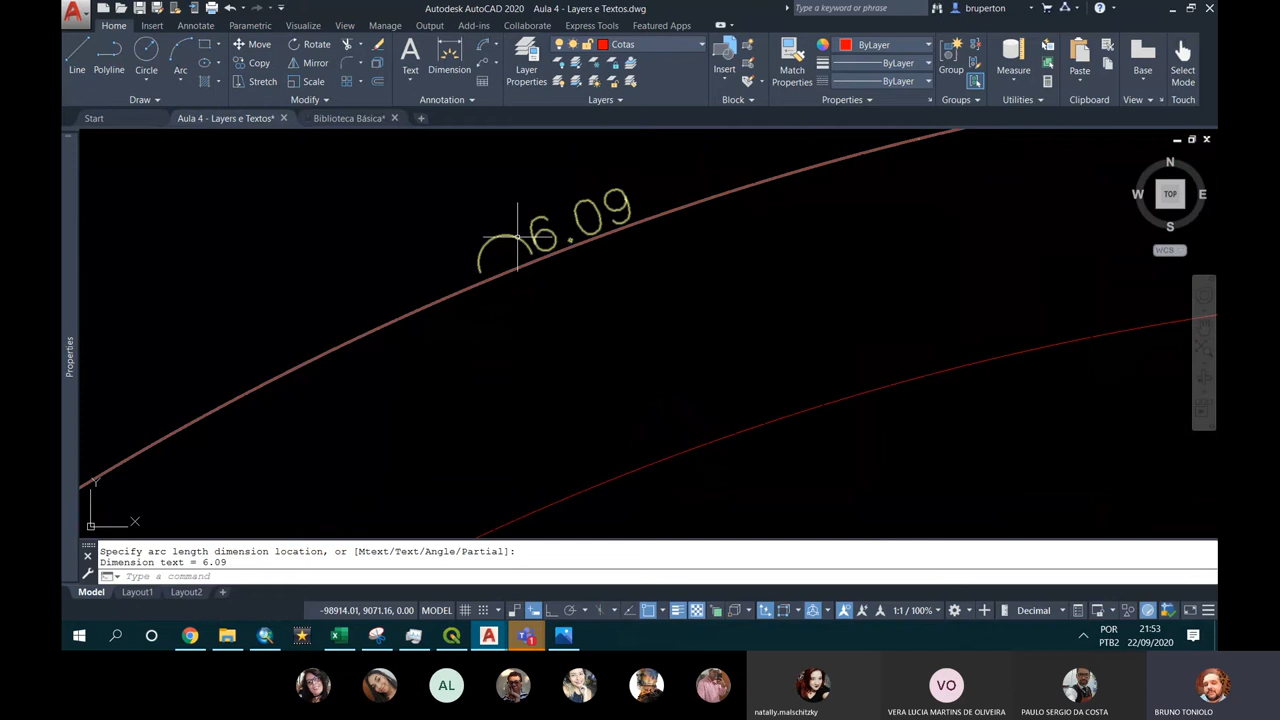 Autodesk AutoCAD 2020 Aula 4 - Layers e Textos.dwg
Type a keyword or phrase
bruperton
Home Insert Annotate Parametric View Manage Output Add-ins Collaborate Express Tools Featured Apps
Line Polyline Circle Arc
Move Rotate
Copy Mirror
Stretch Scale
Text Dimension
Layer Properties
Cotas
Insert
Match Properties
ByLayer
ByLayer
ByLayer
Group
Measure
Paste
Base
Select Mode
Draw Modify Annotation Layers Block Properties Groups Utilities Clipboard View Touch
Start Aula 4 - Layers e Textos* Biblioteca Básica*
N
W TOP E
S
WCS
6.09
Properties
Y
X
Specify arc length dimension location, or [Mtext/Text/Angle/Partial]:
Dimension text = 6.09
Type a command
Model Layout1 Layout2
-98914.01, 9071.16, 0.00 MODEL 1:1 / 100% Decimal
POR 21:53
PTB2 22/09/2020
AL
VO
natally.malschitzky VERA LUCIA MARTINS DE OLIVEIRA PAULO SERGIO DA COSTA BRUNO TONIOLO